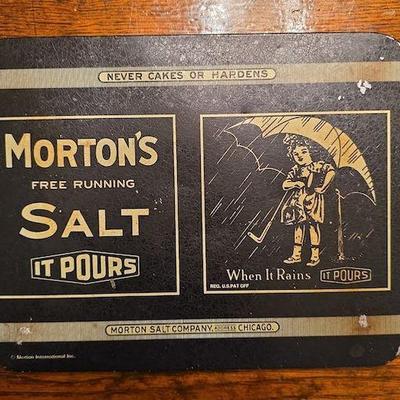 NEVER CAKES OR HARDENS
MORTON'S
FREE RUNNING
SALT
IT POURS
When It Rains IT POURS
REG. U.S. PAT OFF
MORTON SALT COMPANY, ADDRESS CHICAGO.
© Morton International Inc.